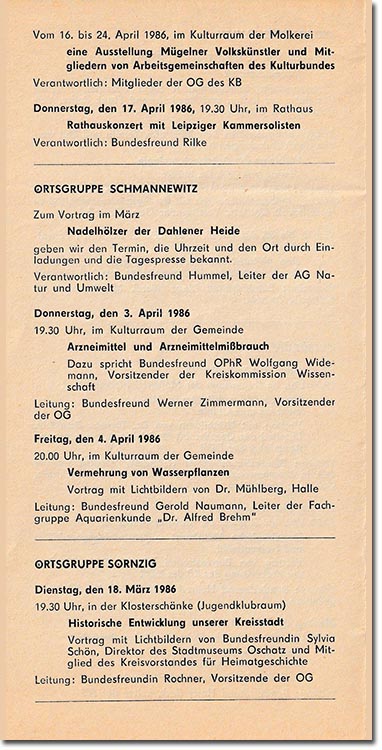 Vom 16. bis 24. April 1986, im Kulturraum der Molkerei
eine Ausstellung Mügelner Volkskünstler und Mit-
gliedern von Arbeitsgemeinschaften des Kulturbundes
Verantwortlich: Mitglieder der OG des KB
Donnerstag, den 17. April 1986, 19.30 Uhr, im Rathaus
Rathauskonzert mit Leipziger Kammersolisten
Verantwortlich: Bundesfreund Rilke
ORTSGRUPPE SCHMANNEWITZ
Zum Vortrag im März
Nadelhölzer der Dahlener Heide
geben wir den Termin, die Uhrzeit und den Ort durch Ein-
ladungen und die Tagespresse bekannt.
Verantwortlich: Bundesfreund Hummel, Leiter der AG Na-
tur und Umwelt
Donnerstag, den 3. April 1986
19.30 Uhr, im Kulturraum der Gemeinde
Arzneimittel und Arzneimittelmißbrauch
Dazu spricht Bundesfreund OPhR Wolfgang Wide-
mann, Vorsitzender der Kreiskommission Wissen-
schaft
Leitung: Bundesfreund Werner Zimmermann, Vorsitzender
der OG
Freitag, den 4. April 1986
20.00 Uhr, im Kulturraum der Gemeinde
Vermehrung von Wasserpflanzen
Vortrag mit Lichtbildern von Dr. Mühlberg, Halle
Leitung: Bundesfreund Gerold Naumann, Leiter der Fach-
gruppe Aquarienkunde „Dr. Alfred Brehm"
ORTSGRUPPE SORNZIG
Dienstag, den 18. März 1986
19.30 Uhr, in der Klosterschänke (Jugendklubraum)
Historische Entwicklung unserer Kreisstadt
Vortrag mit Lichtbildern von Bundesfreundin Sylvia
Schön, Direktor des Stadtmuseums Oschatz und Mit-
glied des Kreisvorstandes für Heimatgeschichte
Leitung: Bundesfreundin Rochner, Vorsitzende der OG